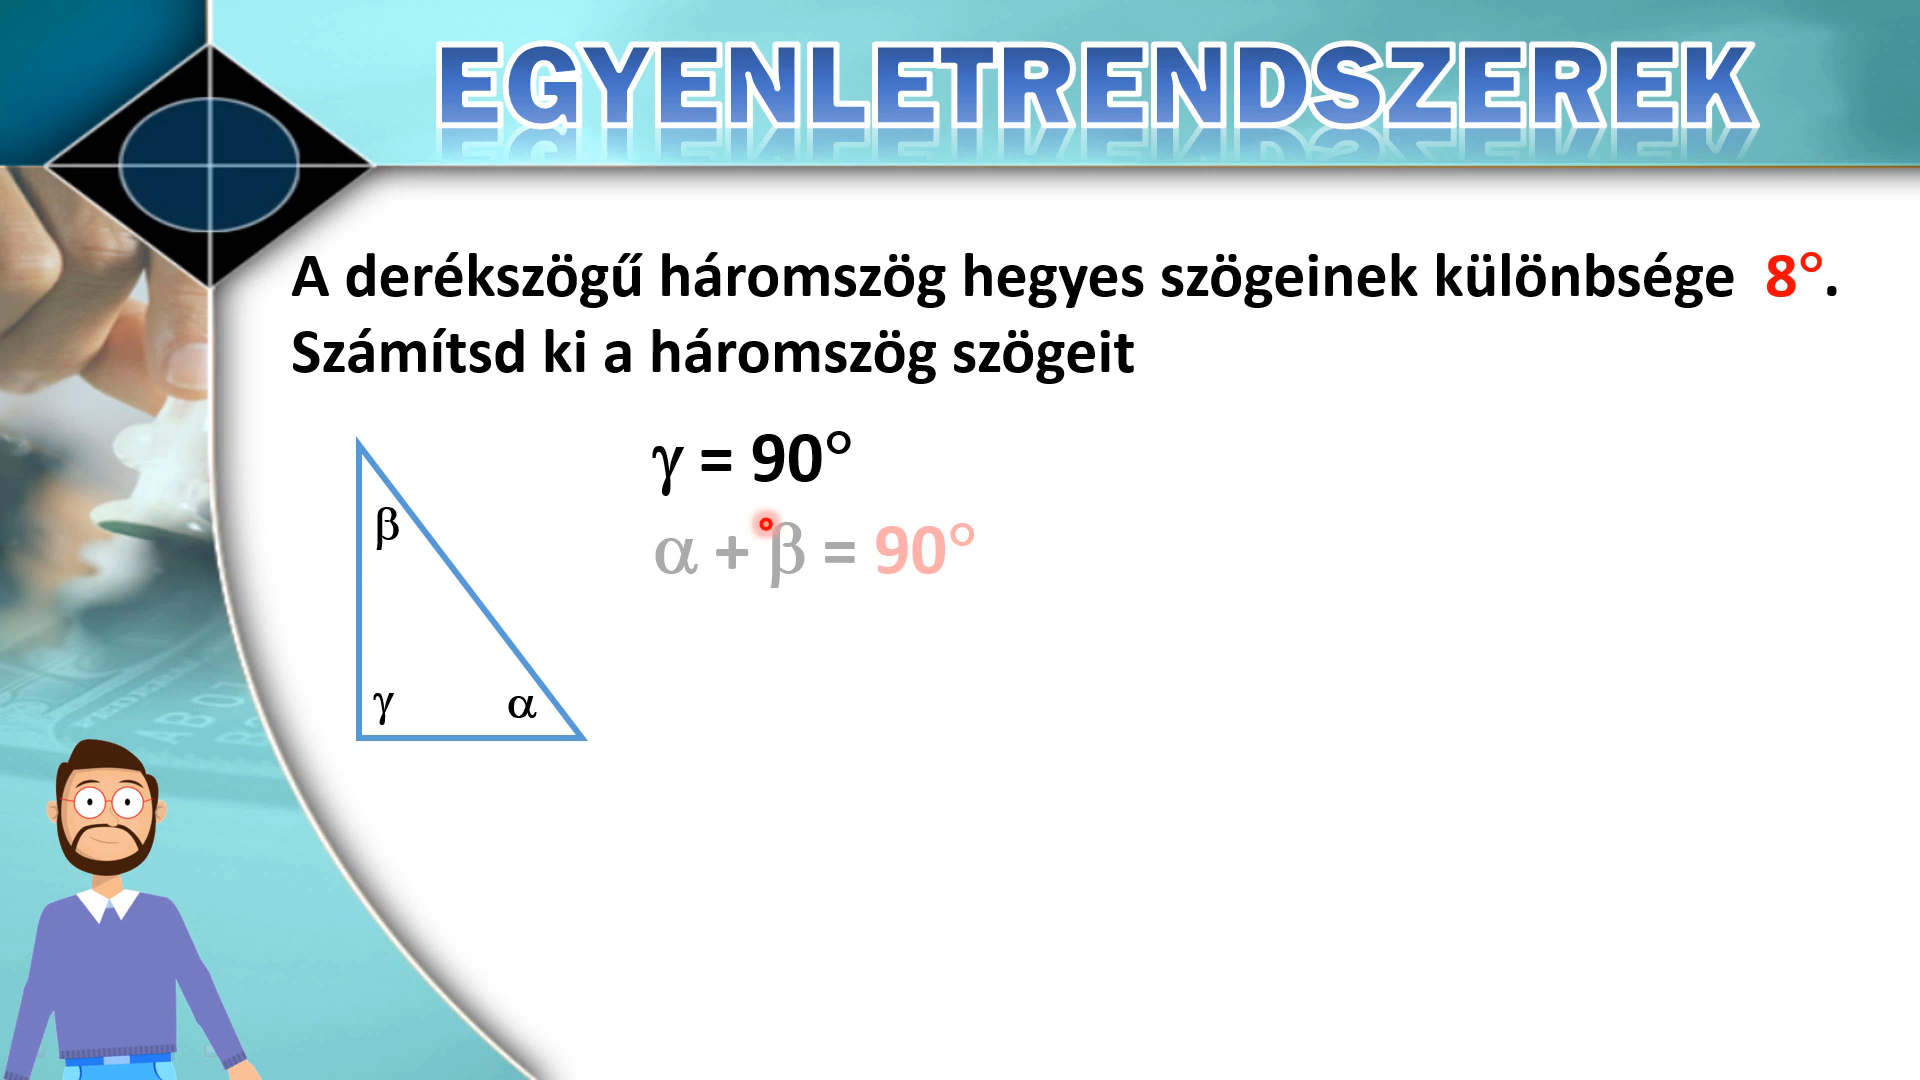 EGYENLETRENDSZEREK
A derékszögű háromszög hegyes szögeinek különbsége 8°.
Számítsd ki a háromszög szögeit
γ = 90°
α + β = 90°
β
γ α